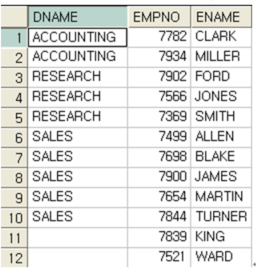 DNAME EMPNO ENAME
1 ACCOUNTING 7782 CLARK
2 ACCOUNTING 7934 MILLER
3 RESEARCH 7902 FORD
4 RESEARCH 7566 JONES
5 RESEARCH 7369 SMITH
6 SALES 7499 ALLEN
7 SALES 7698 BLAKE
8 SALES 7900 JAMES
9 SALES 7654 MARTIN
10 SALES 7844 TURNER
11 7839 KING
12 7521 WARD